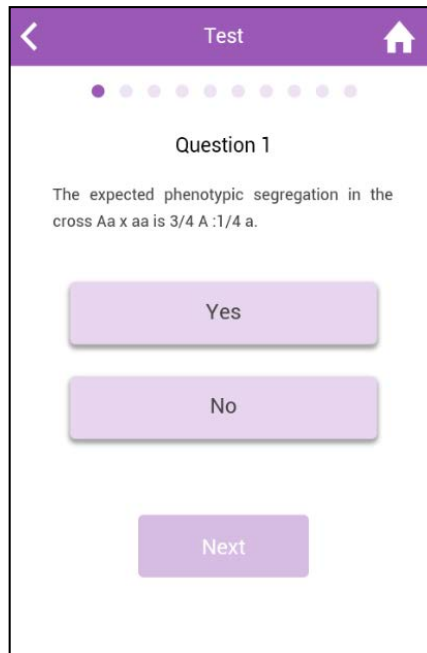 Test
Question 1
The expected phenotypic segregation in the
cross Aa x aa is 3/4 A :1/4 a.
Yes
No
Next